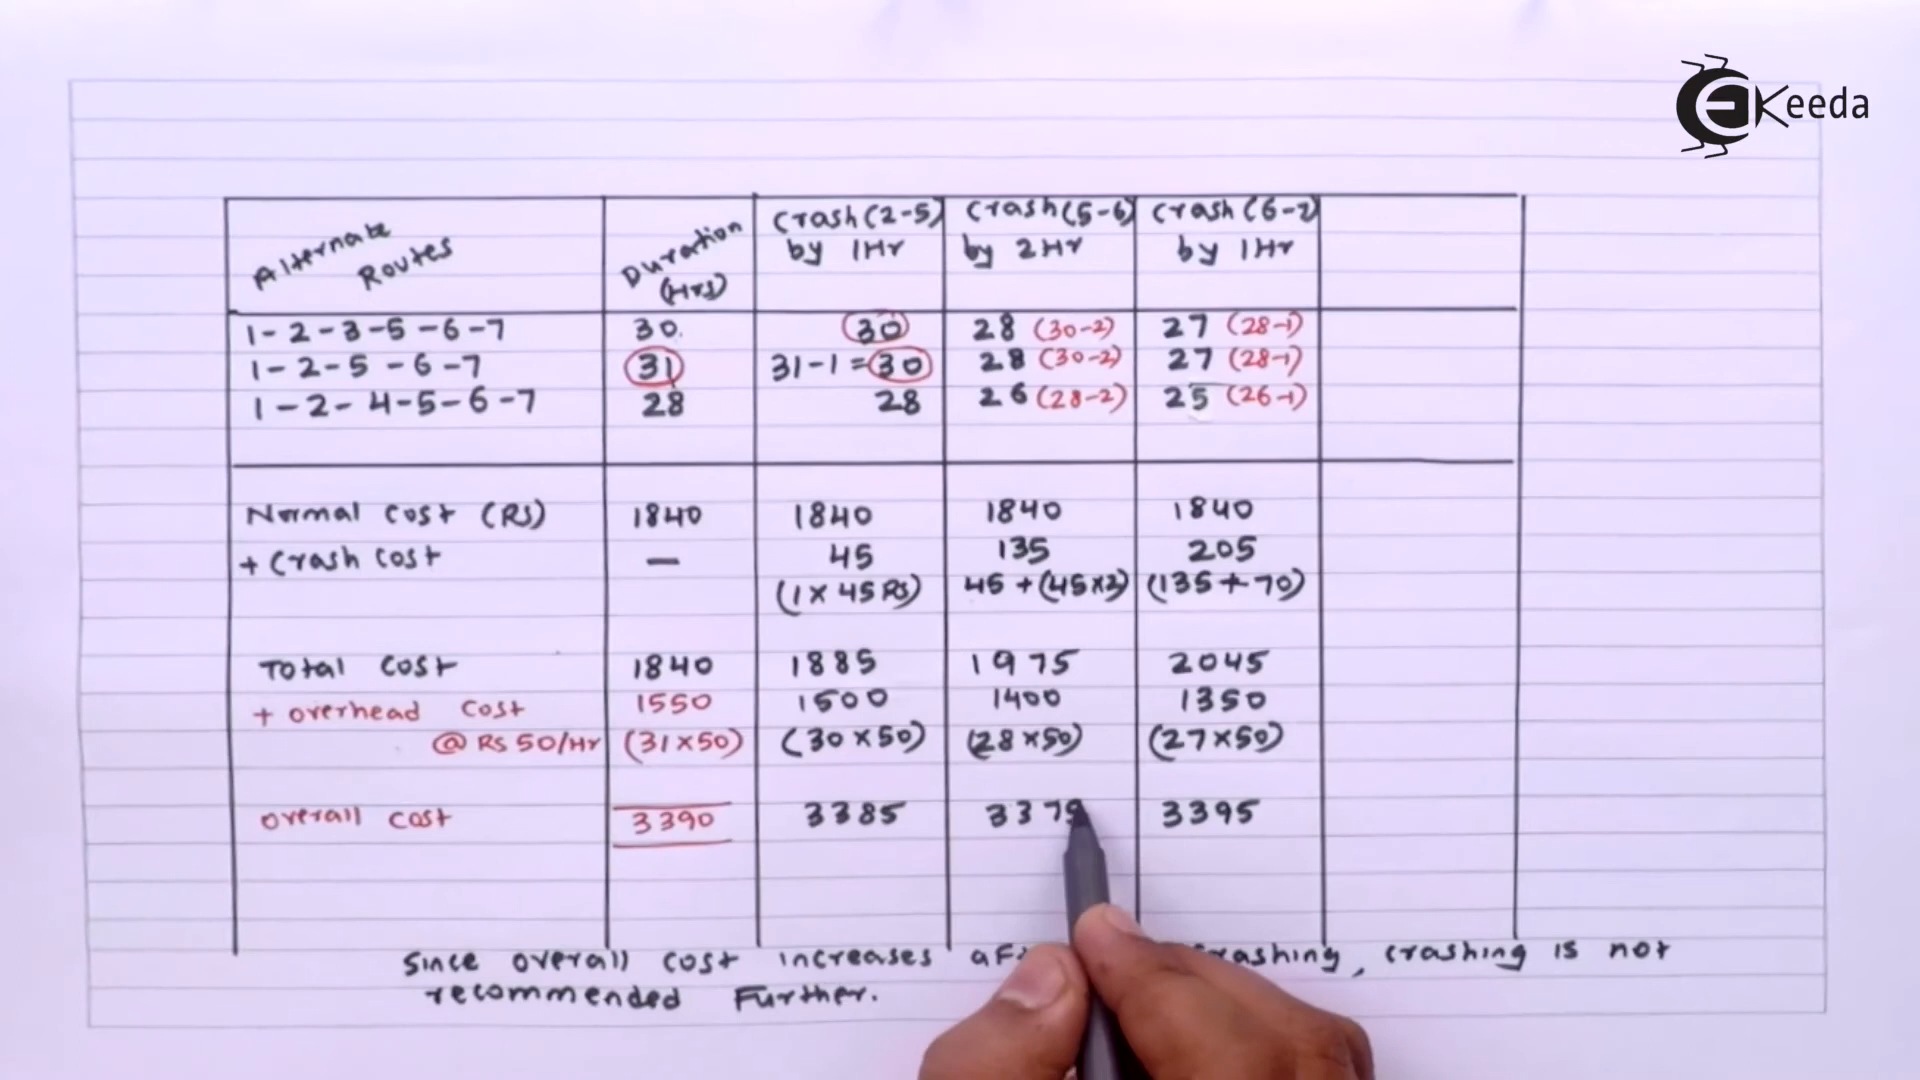 Keeda
Alternate Routes
Duration (Hrs)
Crash (2-5) by 1Hr
Crash (5-6) by 2Hr
Crash (6-7) by 1Hr
1-2-3-5-6-7 30 30 28 (30-2) 27 (28-1)
1-2-5-6-7 31 31-1=30 28 (30-2) 27 (28-1)
1-2-4-5-6-7 28 28 26 (28-2) 25 (26-1)
Normal cost (Rs) 1840 1840 1840 1840
+ Crash cost — 45 135 205
(1×45 Rs) 45+(45×2) (135+70)
Total cost 1840 1885 1975 2045
+ overhead cost 1550 1500 1400 1350
@ Rs 50/Hr (31×50) (30×50) (28×50) (27×50)
overall cost 3390 3385 337 3395
Since overall cost increases crashing, crashing is not
recommended Further.